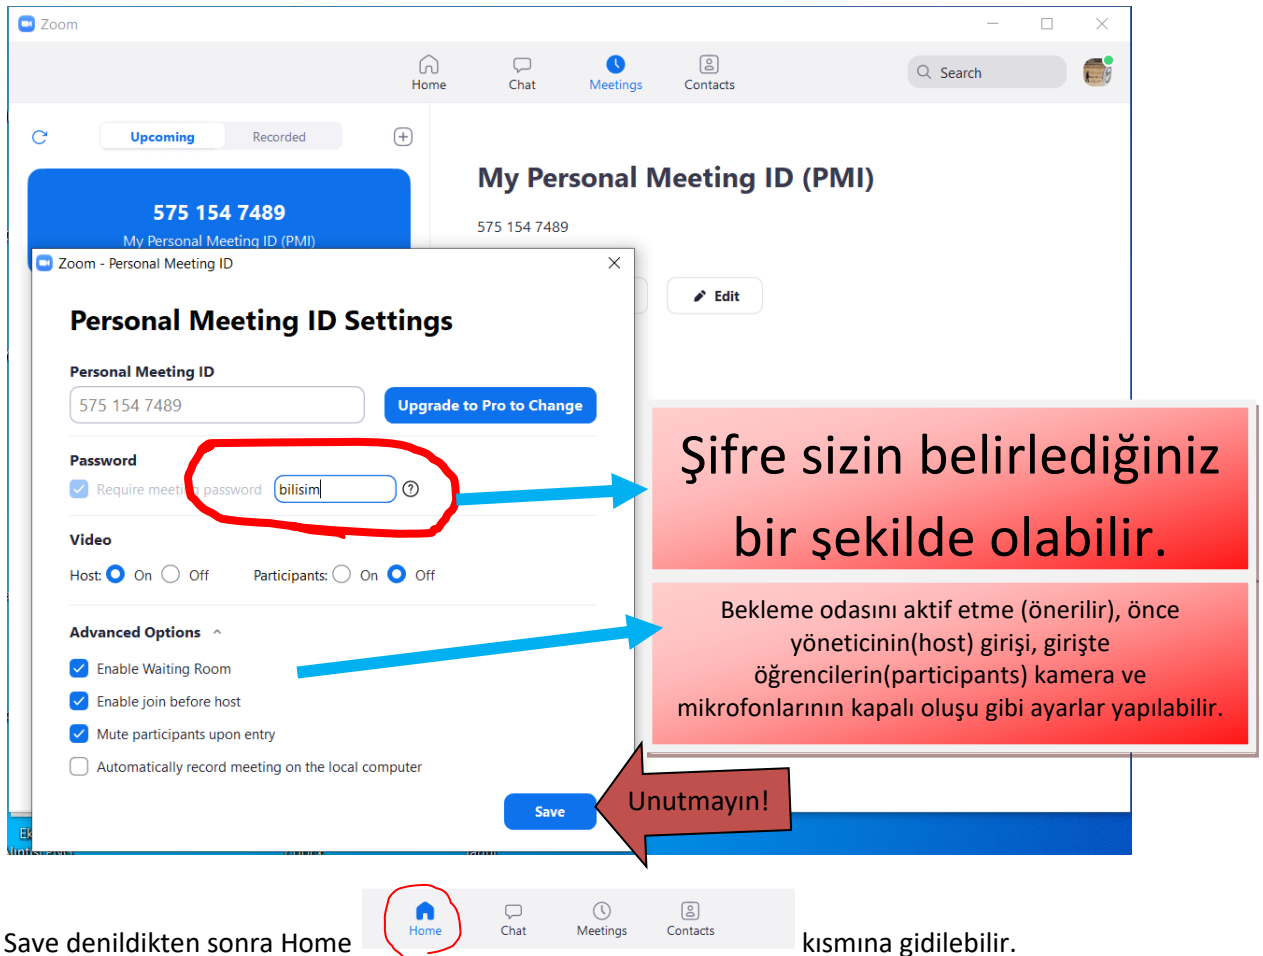 Zoom
Home
Chat
Meetings
Contacts
Search
Upcoming
Recorded
575 154 7489
My Personal Meeting ID (PMI)
My Personal Meeting ID (PMI)
575 154 7489
Edit
Zoom - Personal Meeting ID
Personal Meeting ID Settings
Personal Meeting ID
575 154 7489
Upgrade to Pro to Change
Password
Require meeting password bilisim
Video
Host: On Off Participants: On Off
Advanced Options
Enable Waiting Room
Enable join before host
Mute participants upon entry
Automatically record meeting on the local computer
Save
Şifre sizin belirlediğiniz
bir şekilde olabilir.
Bekleme odasını aktif etme (önerilir), önce
yöneticinin(host) girişi, girişte
öğrencilerin(participants) kamera ve
mikrofonlarının kapalı oluşu gibi ayarlar yapılabilir.
Unutmayın!
Home
Chat
Meetings
Contacts
Save denildikten sonra Home kısmına gidilebilir.